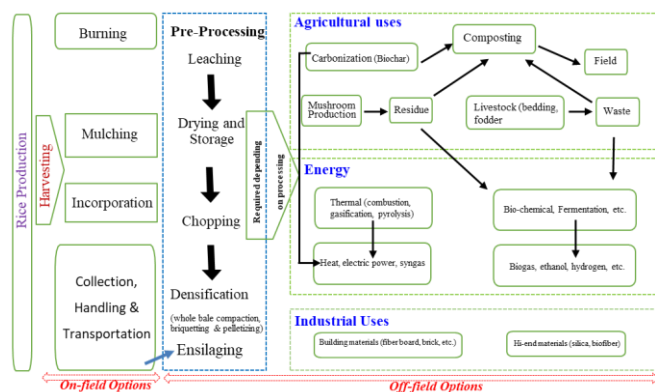 Rice Production
Harvesting
Burning
Mulching
Incorporation
Collection,
Handling &
Transportation
On-field Options
Pre-Processing
Leaching
Drying and
Storage
Chopping
Densification
(whole bale compaction,
briquetting & pelletizing)
Ensilaging
Required depending
on processing
Agricultural uses
Composting
Carbonization (Biochar)
Field
Mushroom
Production
Residue
Livestock (bedding,
fodder
Waste
Energy
Thermal (combustion,
gasification, pyrolysis)
Bio-chemical, Fermentation, etc.
Heat, electric power, syngas
Biogas, ethanol, hydrogen, etc.
Industrial Uses
Building materials (fiber board, brick, etc.)
Hi-end materials (silica, biofiber)
Off-field Options